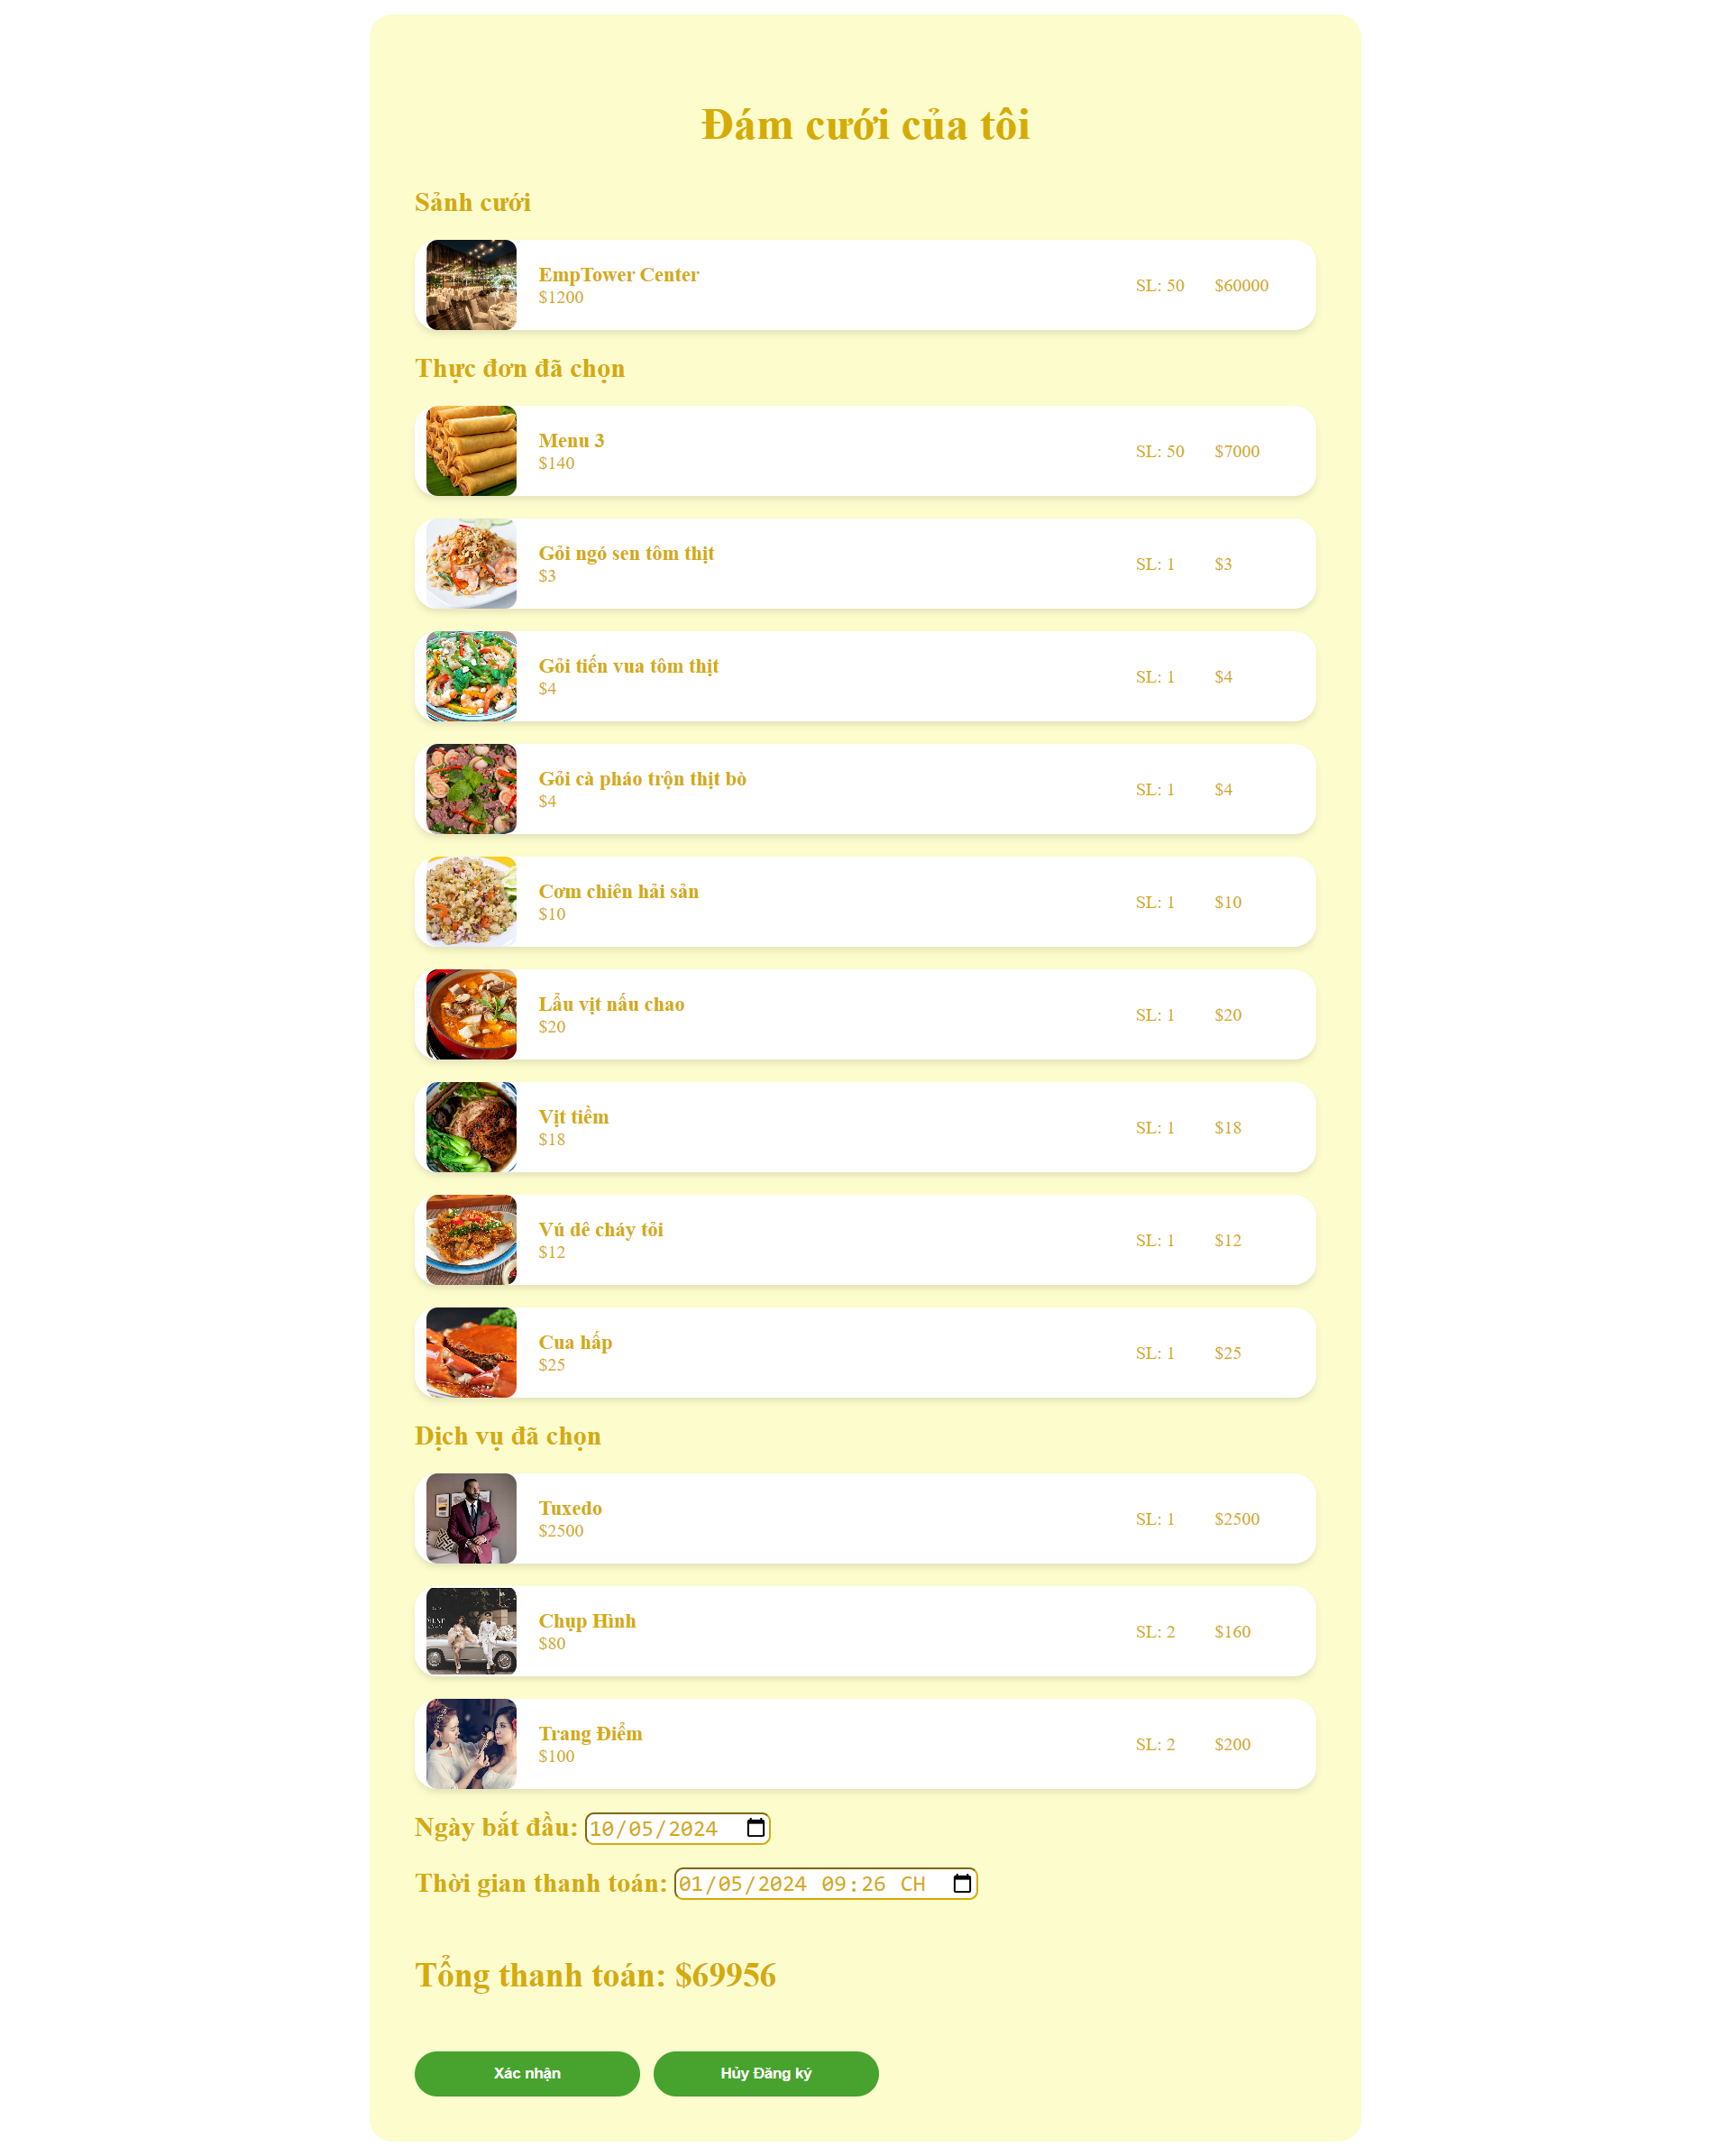 Đám cưới của tôi
Sảnh cưới
EmpTower Center
$1200
SL: 50 $60000
Thực đơn đã chọn
Menu 3
$140
SL: 50 $7000
Gỏi ngó sen tôm thịt
$3
SL: 1 $3
Gỏi tiến vua tôm thịt
$4
SL: 1 $4
Gỏi cà pháo trộn thịt bò
$4
SL: 1 $4
Cơm chiên hải sản
$10
SL: 1 $10
Lẩu vịt nấu chao
$20
SL: 1 $20
Vịt tiềm
$18
SL: 1 $18
Vú dê cháy tỏi
$12
SL: 1 $12
Cua hấp
$25
SL: 1 $25
Dịch vụ đã chọn
Tuxedo
$2500
SL: 1 $2500
Chụp Hình
$80
SL: 2 $160
Trang Điểm
$100
SL: 2 $200
Ngày bắt đầu: 10/05/2024
Thời gian thanh toán: 01/05/2024 09:26 CH
Tổng thanh toán: $69956
Xác nhận Hủy Đăng ký